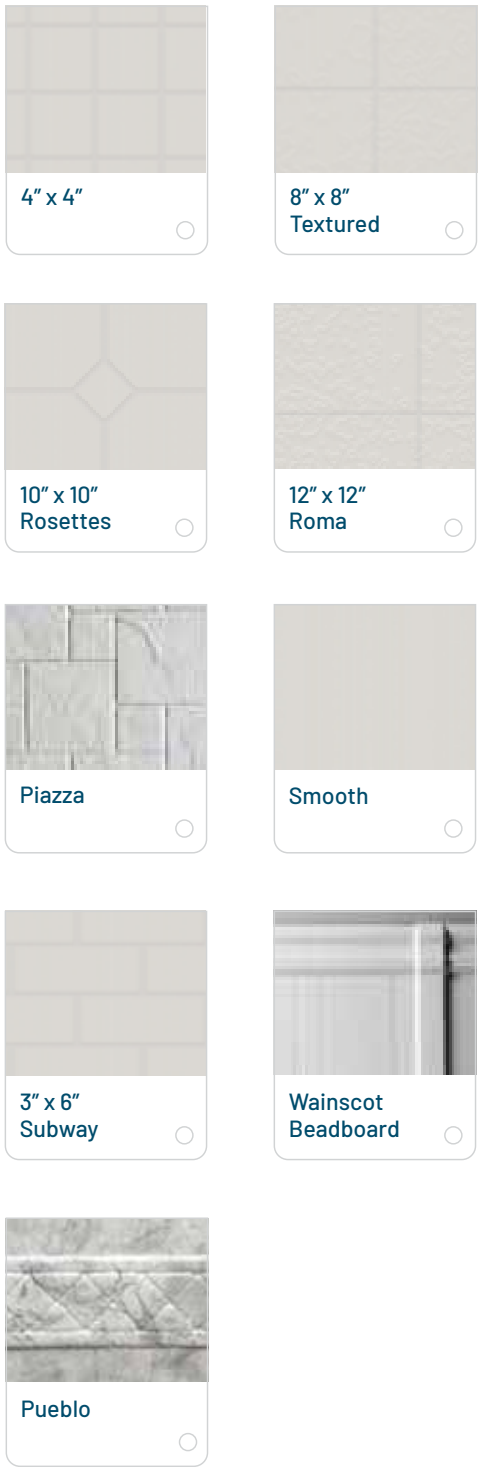 4” x 4”
8” x 8”
Textured
10” x 10”
Rosettes
12” x 12”
Roma
Piazza
Smooth
3” x 6”
Subway
Wainscot
Beadboard
Pueblo